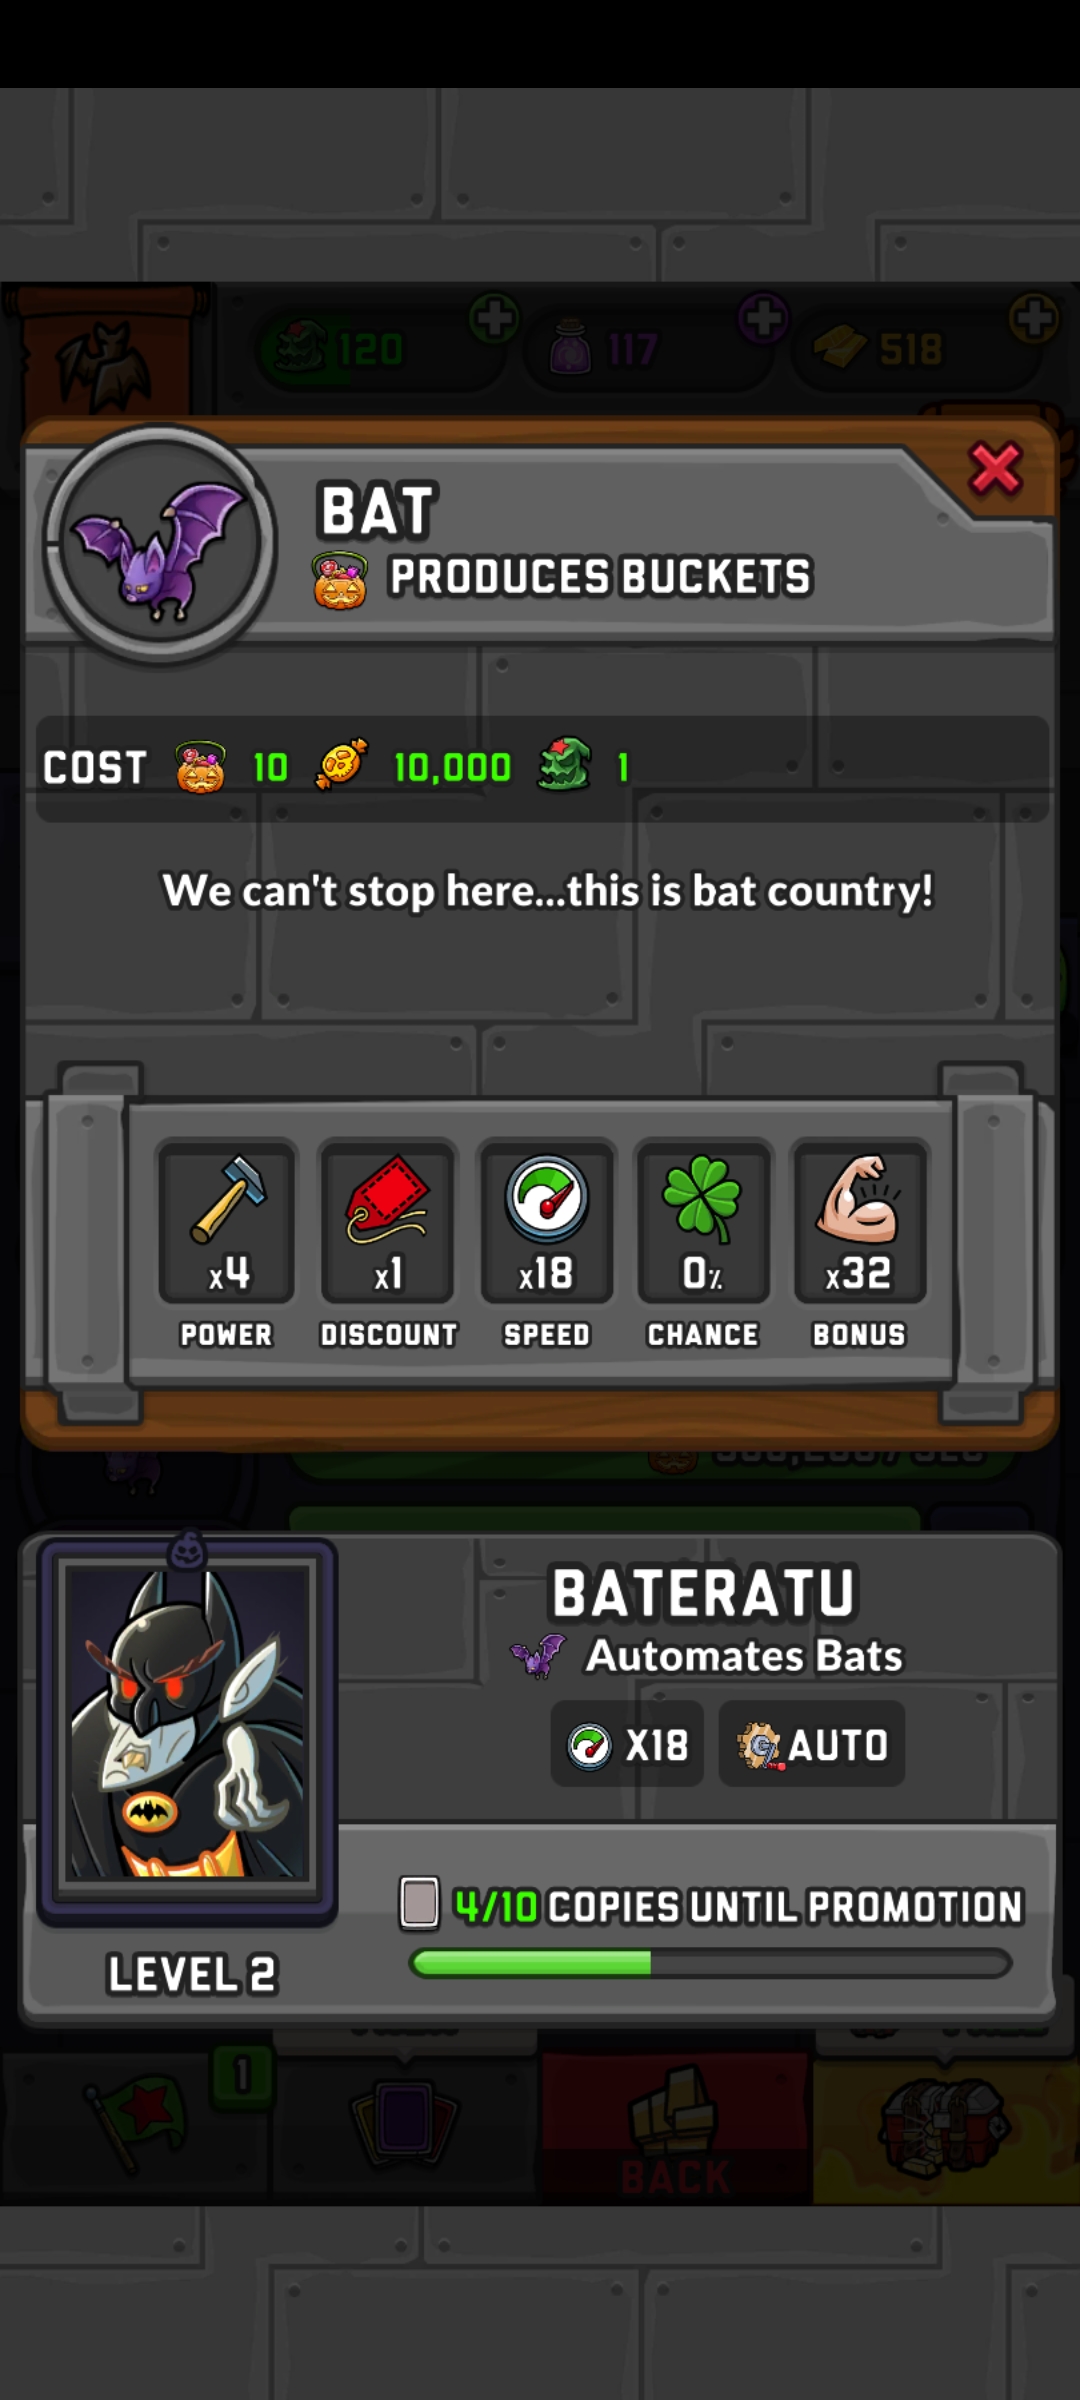 120 117 518
BAT
PRODUCES BUCKETS
COST 10 10,000 1
We can't stop here...this is bat country!
x4 x1 x18 0% x32
POWER DISCOUNT SPEED CHANCE BONUS
BATERATU
Automates Bats
X18 AUTO
4/10 COPIES UNTIL PROMOTION
LEVEL 2
1
BACK